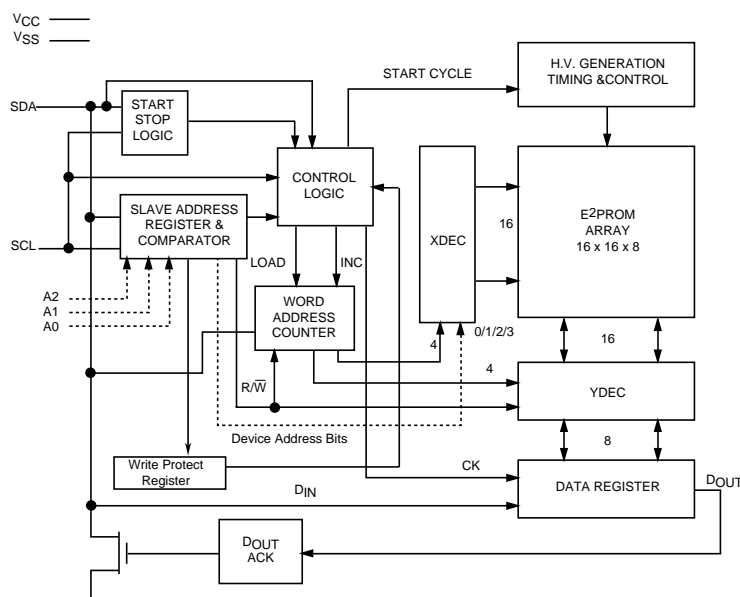 VCC
VSS
H.V. GENERATION
TIMING &CONTROL
START CYCLE
SDA
START
STOP
LOGIC
CONTROL
LOGIC
SLAVE ADDRESS
REGISTER &
COMPARATOR
SCL
XDEC
16
E2PROM
ARRAY
16 x 16 x 8
LOAD
INC
A2
A1
A0
WORD
ADDRESS
COUNTER
0/1/2/3
4
16
R/W̅
4
YDEC
Device Address Bits
8
Write Protect
Register
CK
DIN
DATA REGISTER
DOUT
DOUT
ACK